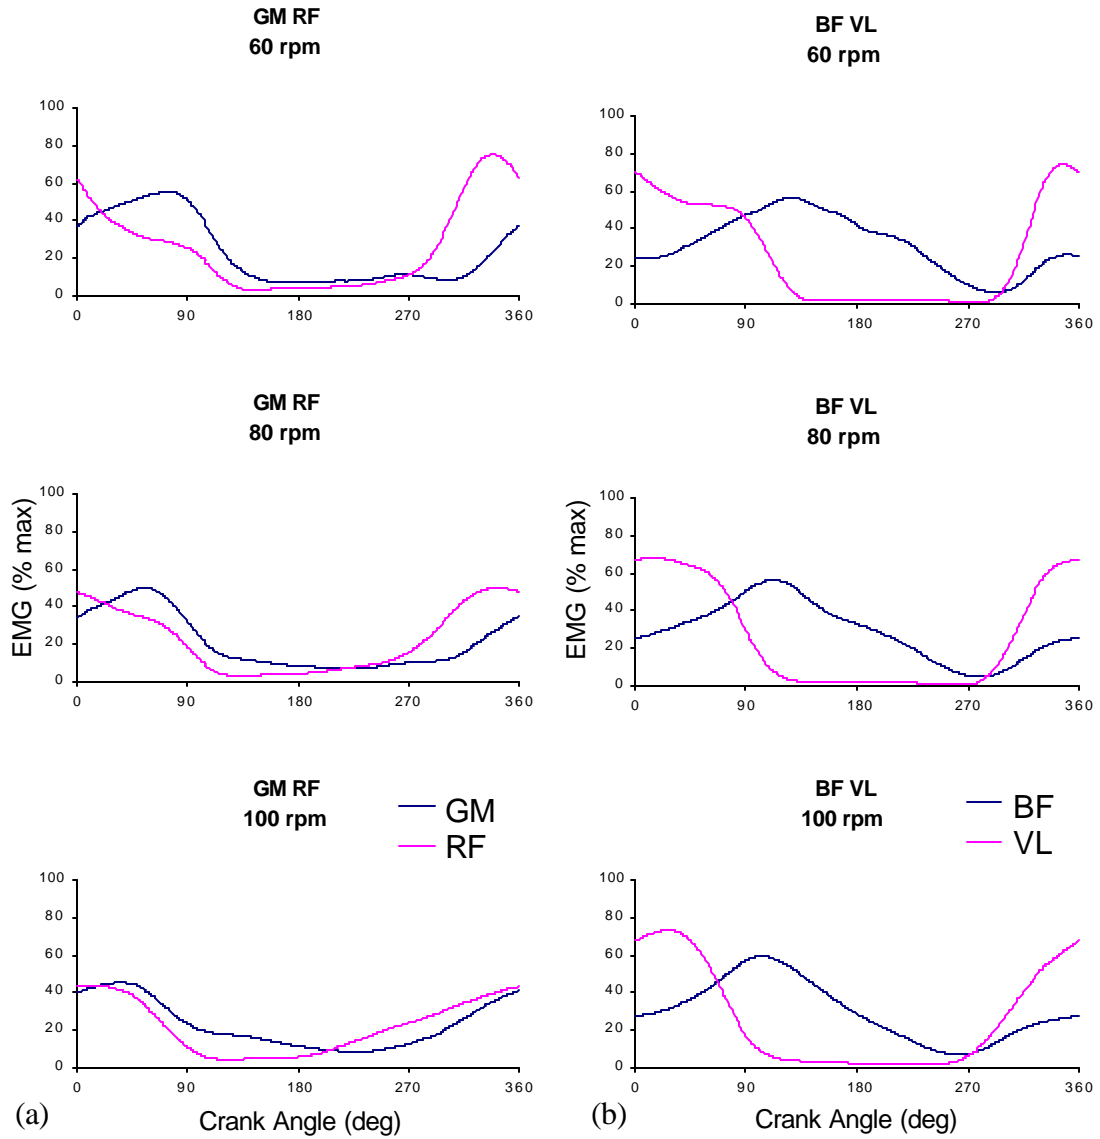 GM RF
60 rpm
100
80
60
40
20
0
0 90 180 270 360
BF VL
60 rpm
100
80
60
40
20
0
0 90 180 270 360
GM RF
80 rpm
EMG (% max)
100
80
60
40
20
0
0 90 180 270 360
BF VL
80 rpm
EMG (% max)
100
80
60
40
20
0
0 90 180 270 360
GM RF
100 rpm
GM
RF
100
80
60
40
20
0
0 90 180 270 360
(a) Crank Angle (deg)
BF VL
100 rpm
BF
VL
100
80
60
40
20
0
0 90 180 270 360
(b) Crank Angle (deg)